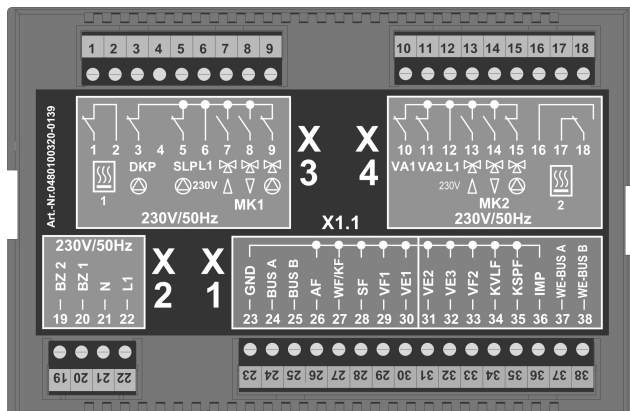 1 2 3 4 5 6 7 8 9
10 11 12 13 14 15 16 17 18
Art.-Nr.0480100320-0139
1 2 3 4 5 6 7 8 9
DKP SLP L1
230V
1
MK1
230V/50Hz
X
3
X
4
10 11 12 13 14 15 16 17 18
VA1 VA2 L1
230V
2
MK2
230V/50Hz
X1.1
230V/50Hz
19 — BZ 2
20 — BZ 1
21 — N
22 — L1
X
2
X
1
23 — GND
24 — BUS A
25 — BUS B
26 — AF
27 — WF/KF
28 — SF
29 — VF1
30 — VE1
31 — VE2
32 — VE3
33 — VF2
34 — KVLF
35 — KSPF
36 — IMP
37 — WE-BUS A
38 — WE-BUS B
19 20 21 22
23 24 25 26 27 28 29 30 31 32 33 34 35 36 37 38